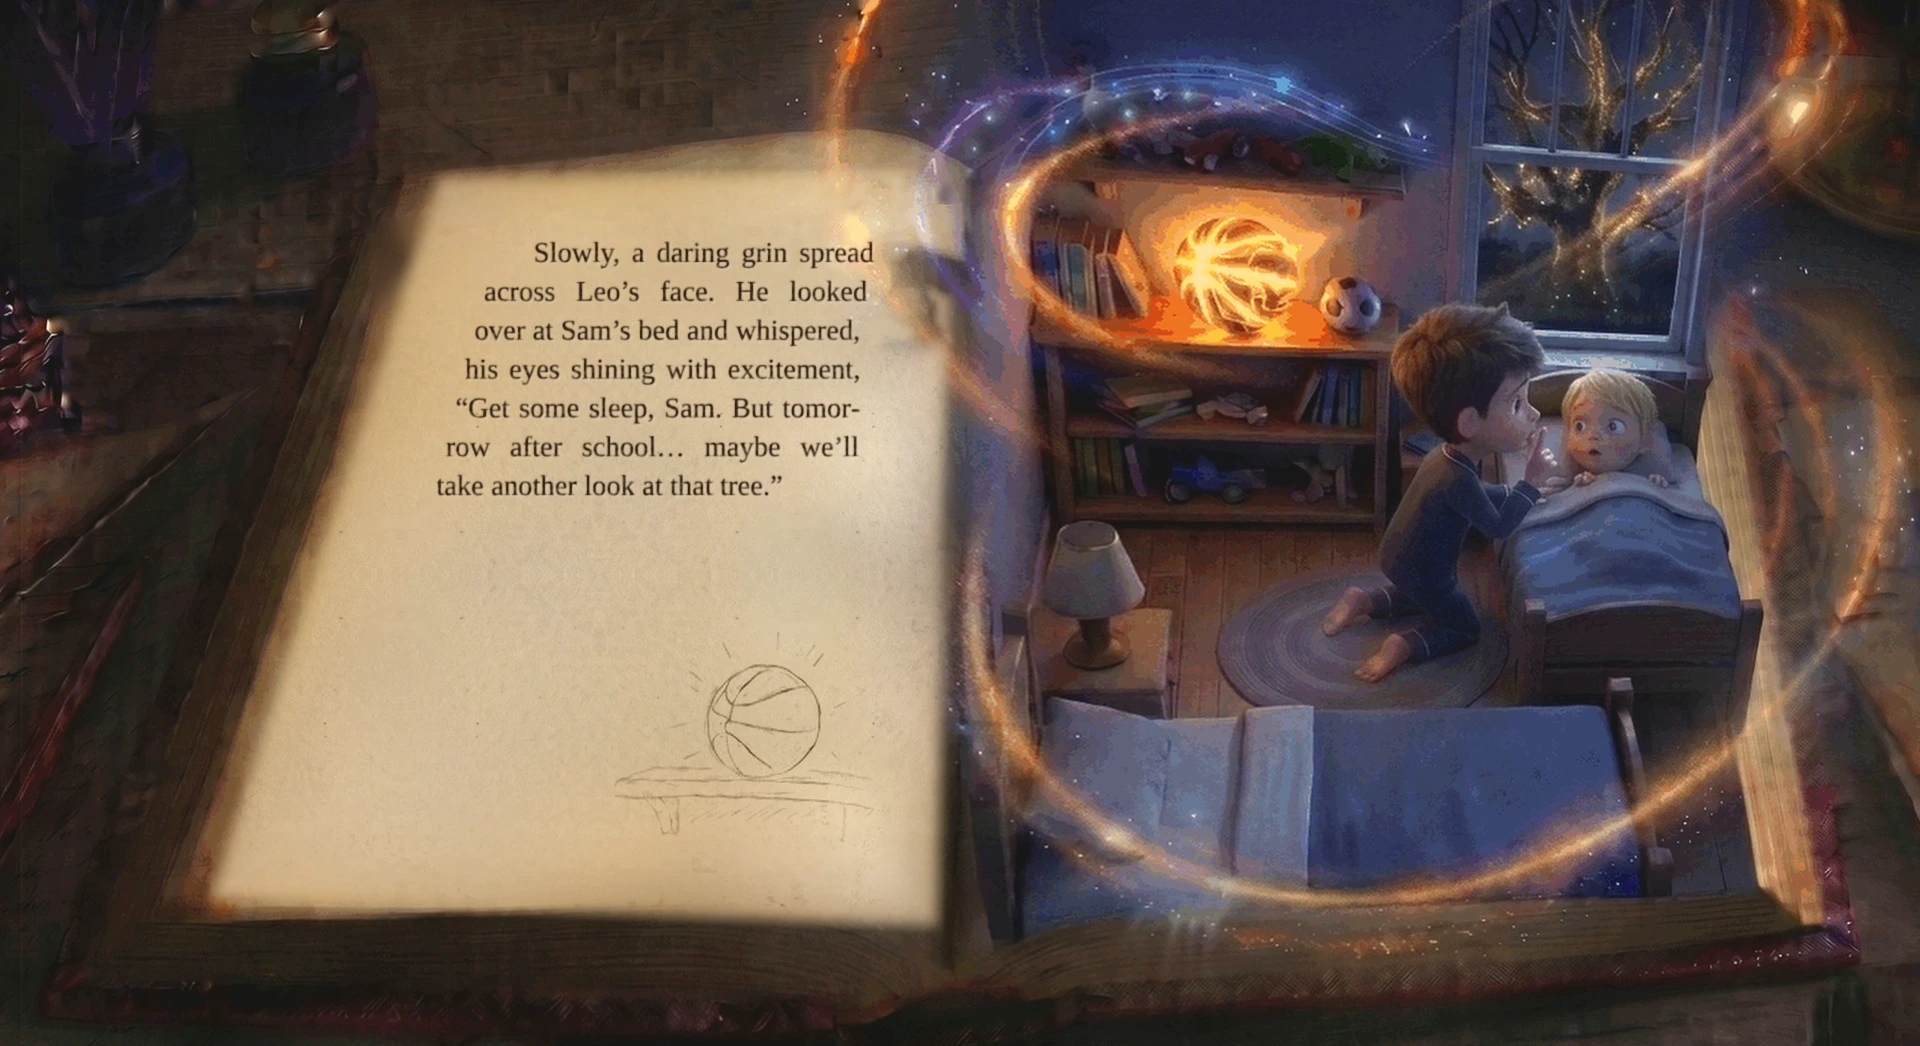 Slowly, a daring grin spread
across Leo’s face. He looked
over at Sam’s bed and whispered,
his eyes shining with excitement,
“Get some sleep, Sam. But tomor-
row after school… maybe we’ll
take another look at that tree.”